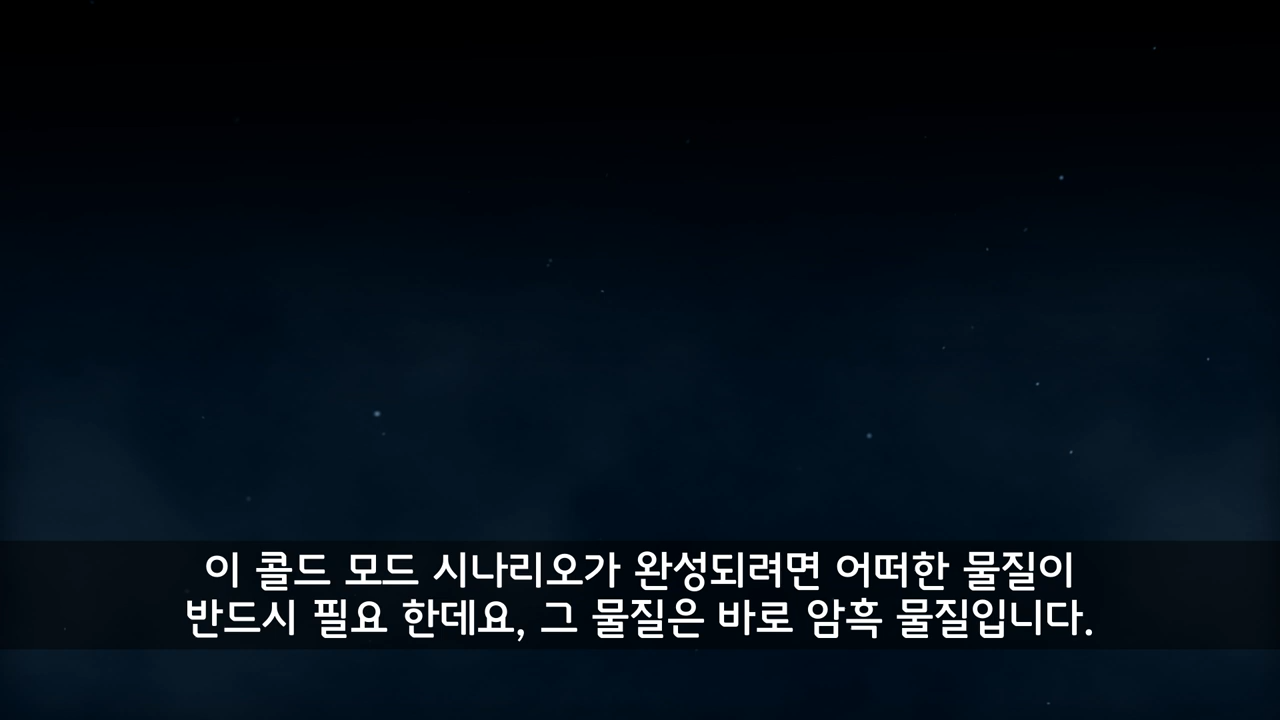 이 콜드 모드 시나리오가 완성되려면 어떠한 물질이
반드시 필요 한데요, 그 물질은 바로 암흑 물질입니다.